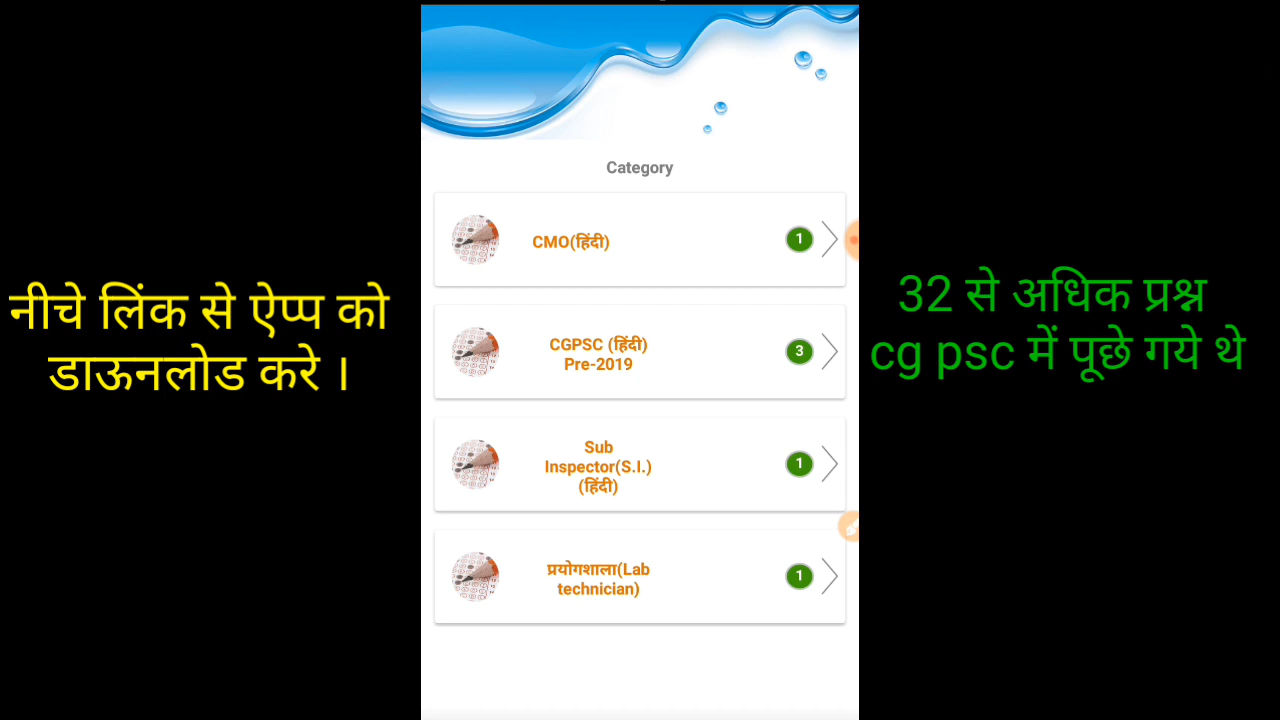 नीचे लिंक से ऐप्प को
डाऊनलोड करे ।
Category
CMO(हिंदी)
1
CGPSC (हिंदी)
Pre-2019
3
Sub
Inspector(S.I.)
(हिंदी)
1
प्रयोगशाला(Lab
technician)
1
32 से अधिक प्रश्न
cg psc में पूछे गये थे